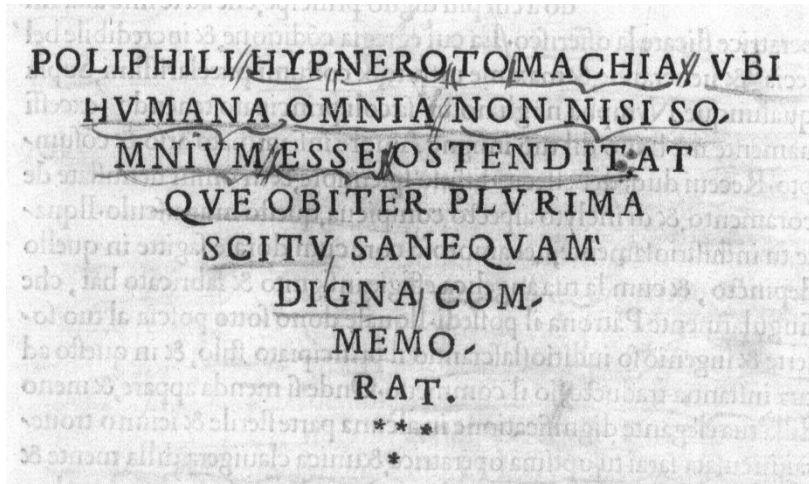 POLIPHILI HYPNEROTOMACHIA, VBI
HVMANA OMNIA NON NISI SO-
MNIVM ESSE OSTENDIT. AT
QVE OBITER PLVRIMA
SCITV SANEQVAM
DIGNA COM-
MEMO-
RAT.
***
*